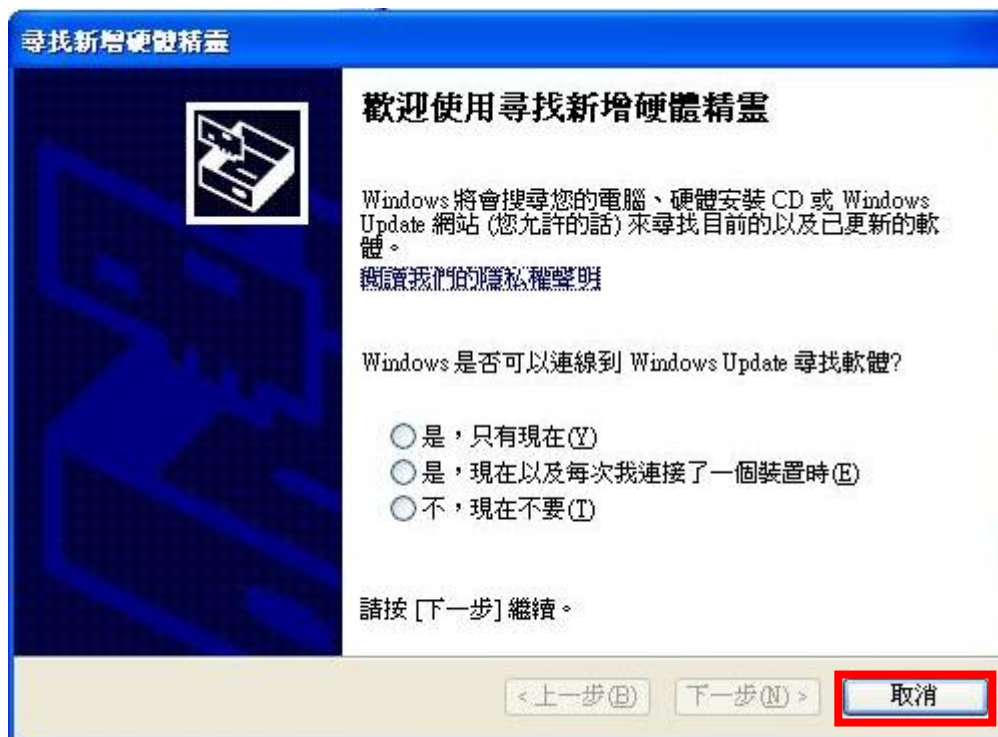 尋找新增硬體精靈
歡迎使用尋找新增硬體精靈
Windows 將會搜尋您的電腦、硬體安裝 CD 或 Windows
Update 網站 (您允許的話) 來尋找目前的以及已更新的軟
體。
閱讀我們的隱私權聲明
Windows 是否可以連線到 Windows Update 尋找軟體?
是，只有現在(Y)
是，現在以及每次我連接了一個裝置時(E)
不，現在不要(T)
請按 [下一步] 繼續。
<上一步(B) 下一步(N)> 取消